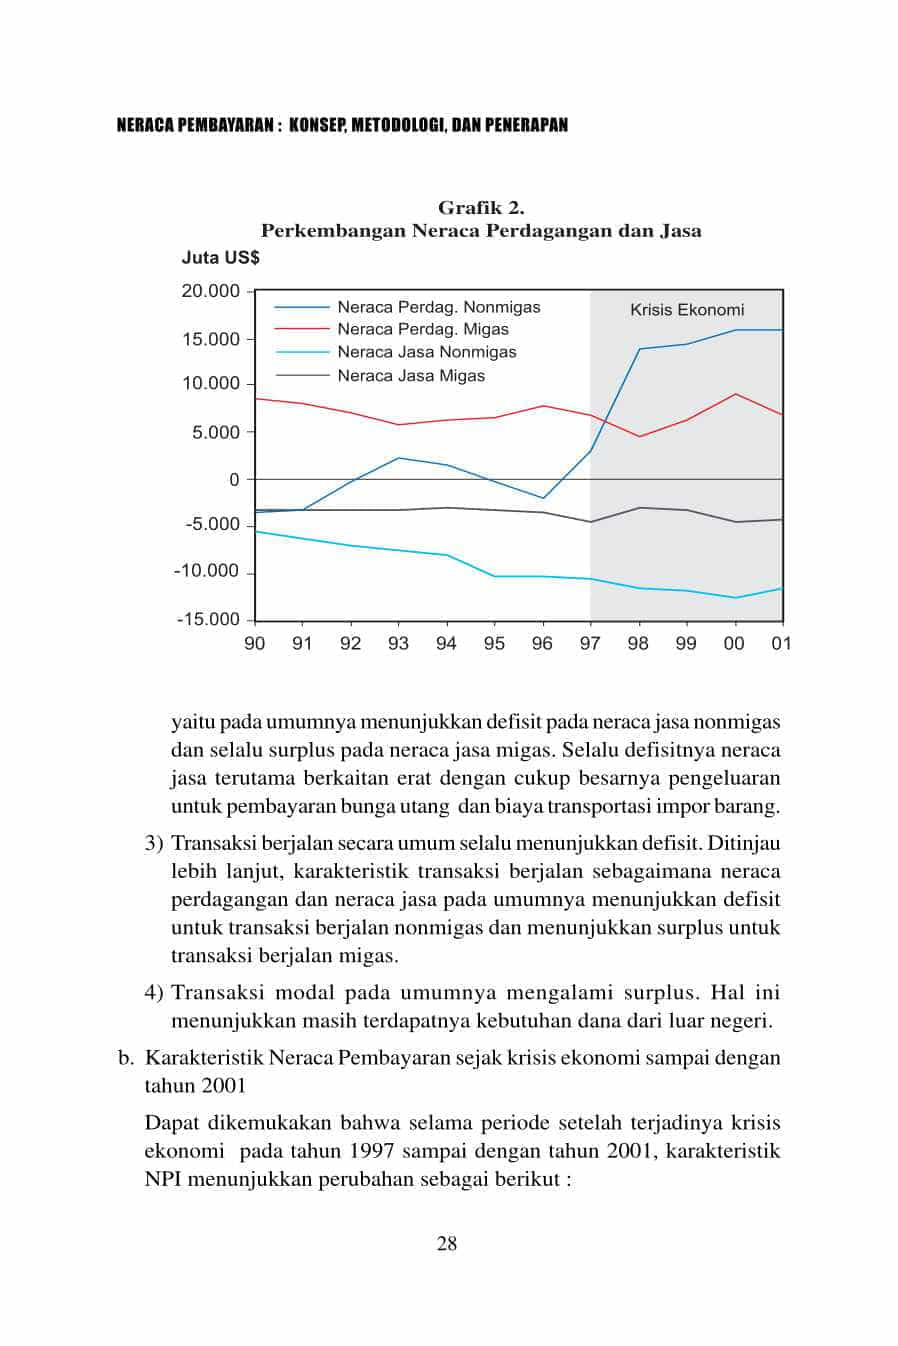 NERACA PEMBAYARAN : KONSEP, METODOLOGI, DAN PENERAPAN
Grafik 2.
Perkembangan Neraca Perdagangan dan Jasa
Juta US$
20.000
15.000
10.000
5.000
0
-5.000
-10.000
-15.000
Neraca Perdag. Nonmigas
Neraca Perdag. Migas
Neraca Jasa Nonmigas
Neraca Jasa Migas
Krisis Ekonomi
90 91 92 93 94 95 96 97 98 99 00 01
yaitu pada umumnya menunjukkan defisit pada neraca jasa nonmigas
dan selalu surplus pada neraca jasa migas. Selalu defisitnya neraca
jasa terutama berkaitan erat dengan cukup besarnya pengeluaran
untuk pembayaran bunga utang dan biaya transportasi impor barang.
3) Transaksi berjalan secara umum selalu menunjukkan defisit. Ditinjau
lebih lanjut, karakteristik transaksi berjalan sebagaimana neraca
perdagangan dan neraca jasa pada umumnya menunjukkan defisit
untuk transaksi berjalan nonmigas dan menunjukkan surplus untuk
transaksi berjalan migas.
4) Transaksi modal pada umumnya mengalami surplus. Hal ini
menunjukkan masih terdapatnya kebutuhan dana dari luar negeri.
b. Karakteristik Neraca Pembayaran sejak krisis ekonomi sampai dengan
tahun 2001
Dapat dikemukakan bahwa selama periode setelah terjadinya krisis
ekonomi pada tahun 1997 sampai dengan tahun 2001, karakteristik
NPI menunjukkan perubahan sebagai berikut :
28